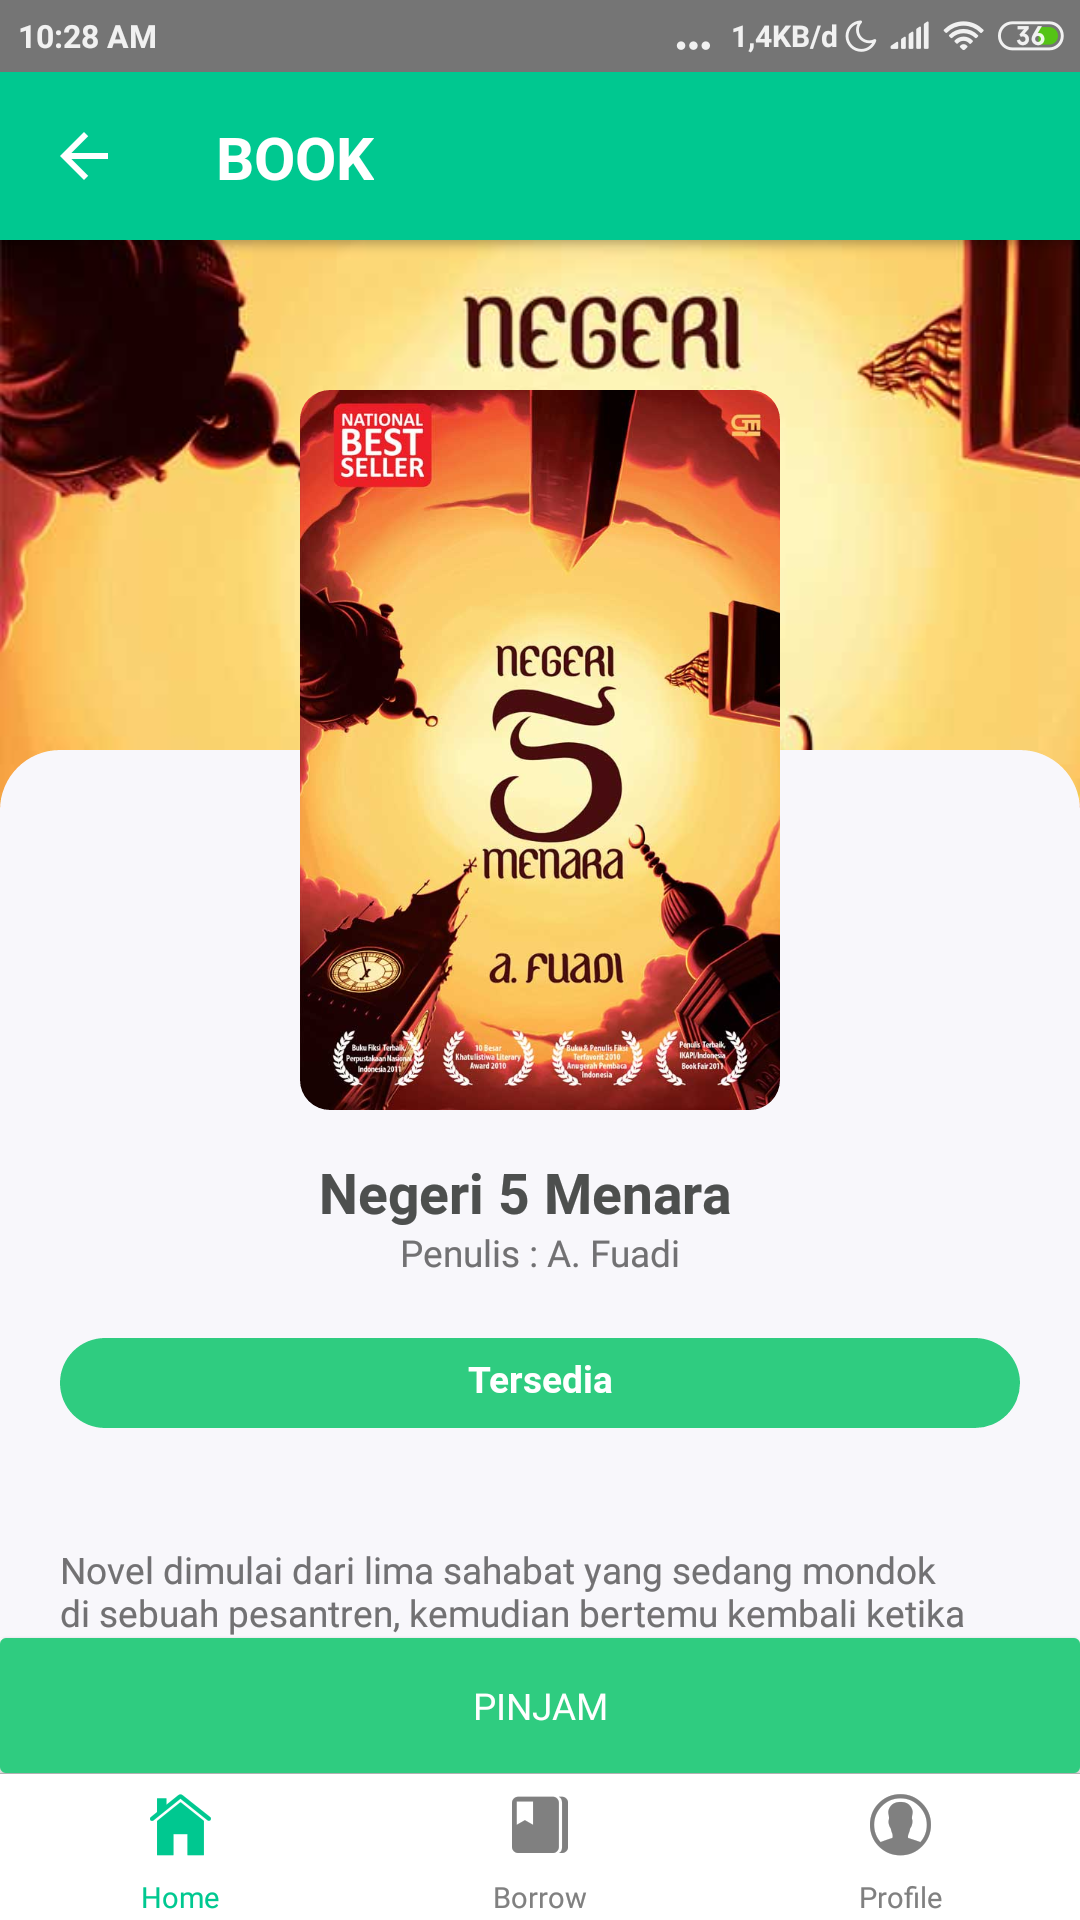 10:28 AM
... 1,4KB/d
36
BOOK
NEGERI
NATIONAL
BEST
SELLER
GM
NEGERI
5
MENARA
A. FUADI
Buku Fiksi Terbaik,
Perpustakaan Nasional
Indonesia 2011
10 Besar
Khatulistiwa Literary
Award 2010
Buku & Penulis Fiksi
Terfavorit 2010
Anugerah Pembaca
Indonesia
Penulis Terbaik,
IKAPI/Indonesia
Book Fair 2011
Negeri 5 Menara
Penulis : A. Fuadi
Tersedia
Novel dimulai dari lima sahabat yang sedang mondok
di sebuah pesantren, kemudian bertemu kembali ketika
PINJAM
Home
Borrow
Profile